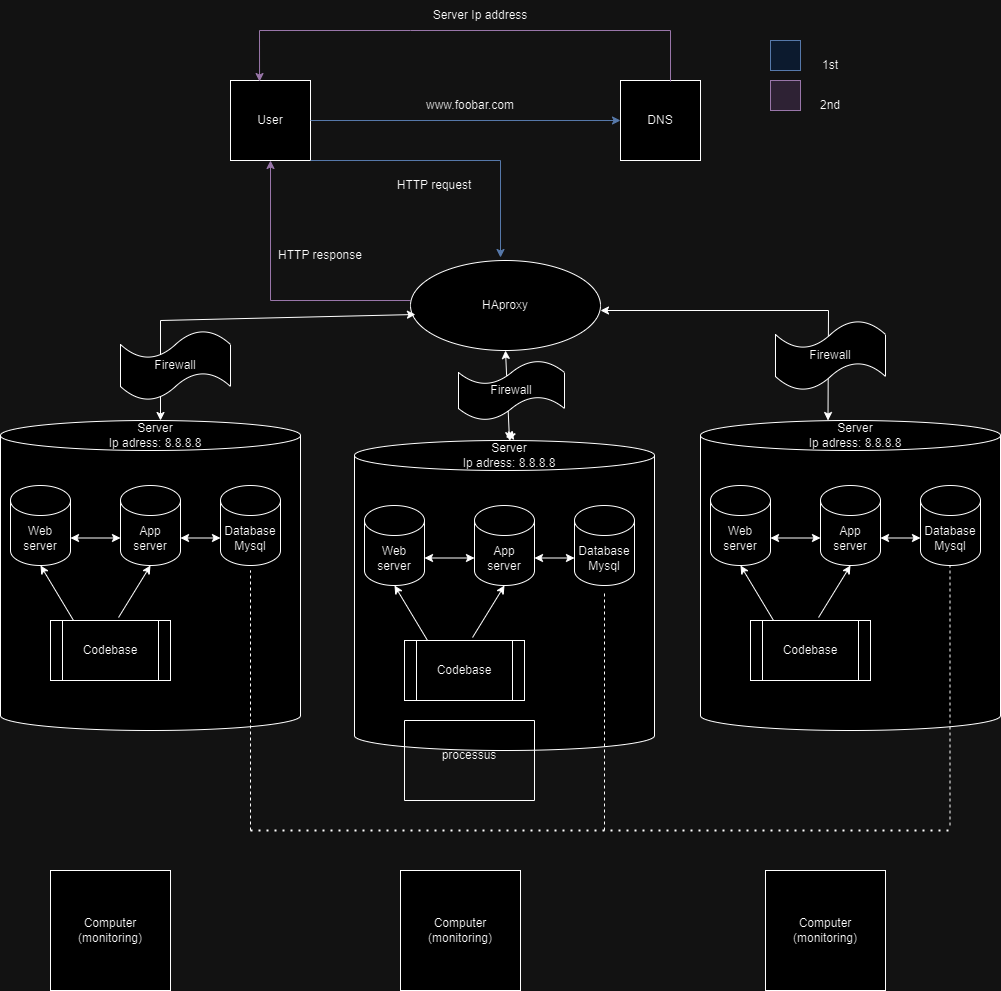 Server Ip address
1st
www.foobar.com
2nd
User
DNS
HTTP request
HTTP response
HAproxy
Firewall
Firewall
Firewall
Server
Ip adress: 8.8.8.8
Server
Ip adress: 8.8.8.8
Server
Ip adress: 8.8.8.8
Web
server
App
server
Database
Mysql
Web
server
App
server
Database
Mysql
Web
server
App
server
Database
Mysql
Codebase
Codebase
Codebase
processus
Computer
(monitoring)
Computer
(monitoring)
Computer
(monitoring)